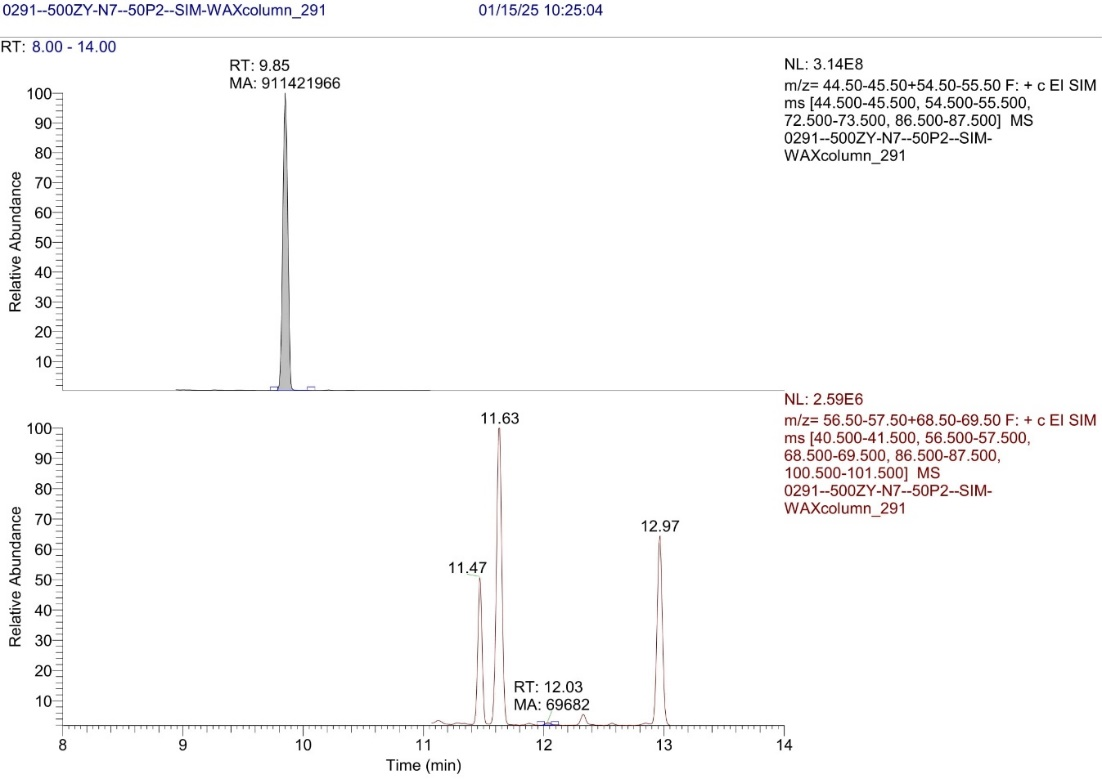 0291--500ZY-N7--50P2--SIM-WAXcolumn_291 01/15/25 10:25:04
RT: 8.00 - 14.00
RT: 9.85
MA: 911421966
NL: 3.14E8
m/z= 44.50-45.50+54.50-55.50 F: + c EI SIM
ms [44.500-45.500, 54.500-55.500,
72.500-73.500, 86.500-87.500] MS
0291--500ZY-N7--50P2--SIM-
WAXcolumn_291
100
90
80
70
60
50
40
30
20
10
Relative Abundance
NL: 2.59E6
m/z= 56.50-57.50+68.50-69.50 F: + c EI SIM
ms [40.500-41.500, 56.500-57.500,
68.500-69.500, 86.500-87.500,
100.500-101.500] MS
0291--500ZY-N7--50P2--SIM-
WAXcolumn_291
11.63
12.97
11.47
RT: 12.03
MA: 69682
100
90
80
70
60
50
40
30
20
10
Relative Abundance
8 9 10 11 12 13 14
Time (min)